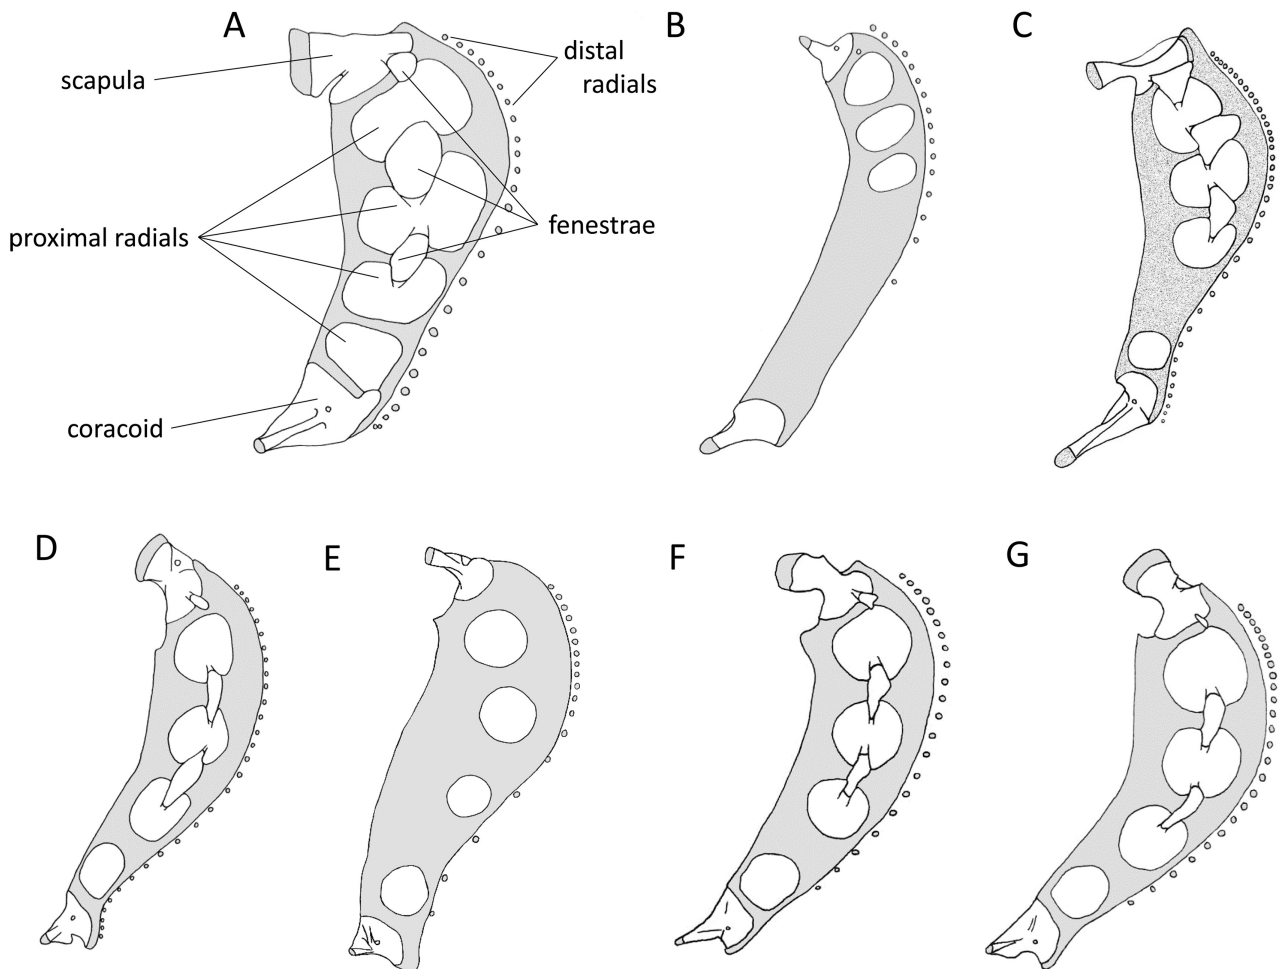 A
B
C
distal
radials
scapula
proximal radials
fenestrae
coracoid
D
E
F
G